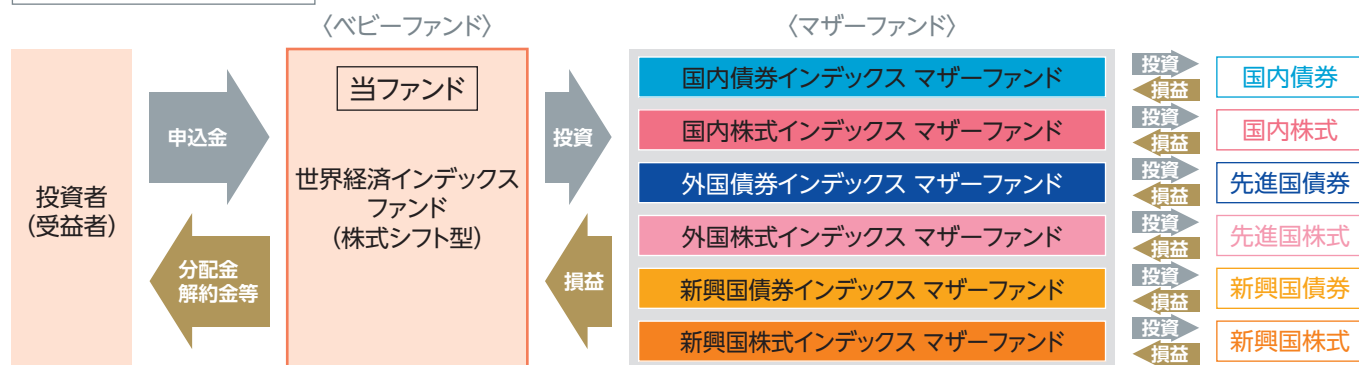 〈ベビーファンド〉
〈マザーファンド〉
投資者
(受益者)
申込金
分配金
解約金等
当ファンド
世界経済インデックス
ファンド
(株式シフト型)
投資
損益
国内債券インデックス マザーファンド
投資
損益
国内債券
国内株式インデックス マザーファンド
投資
損益
国内株式
外国債券インデックス マザーファンド
投資
損益
先進国債券
外国株式インデックス マザーファンド
投資
損益
先進国株式
新興国債券インデックス マザーファンド
投資
損益
新興国債券
新興国株式インデックス マザーファンド
投資
損益
新興国株式